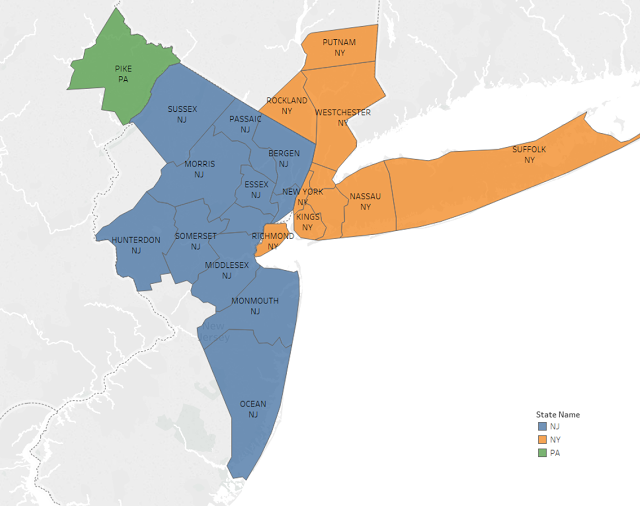 PUTNAM
NY
PIKE
PA
ROCKLAND
NY
WESTCHESTER
NY
SUSSEX
NJ
PASSAIC
NJ
BERGEN
NJ
SUFFOLK
NY
MORRIS
NJ
ESSEX
NJ
NEW YORK
NY
NASSAU
NY
KINGS
NY
HUNTERDON
NJ
SOMERSET
NJ
RICHMOND
NY
MIDDLESEX
NJ
MONMOUTH
NJ
New
Jersey
OCEAN
NJ
State Name
NJ
NY
PA